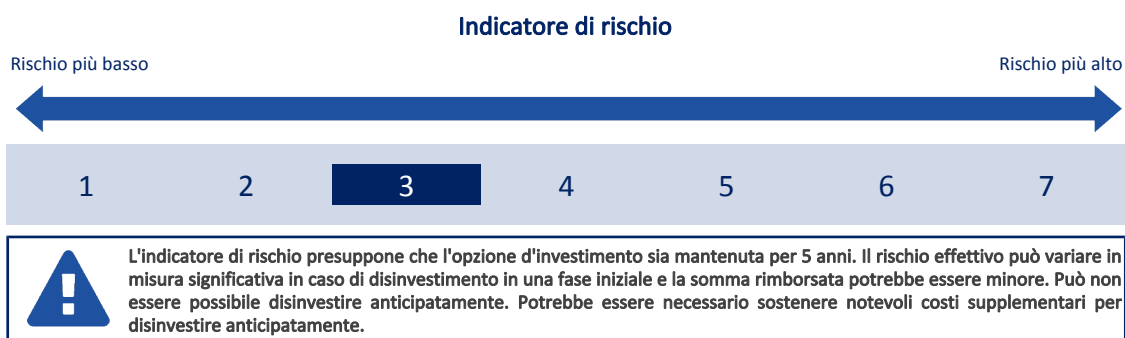 Indicatore di rischio
Rischio più basso
Rischio più alto
1 2 3 4 5 6 7
L'indicatore di rischio presuppone che l'opzione d'investimento sia mantenuta per 5 anni. Il rischio effettivo può variare in
misura significativa in caso di disinvestimento in una fase iniziale e la somma rimborsata potrebbe essere minore. Può non
essere possibile disinvestire anticipatamente. Potrebbe essere necessario sostenere notevoli costi supplementari per
disinvestire anticipatamente.